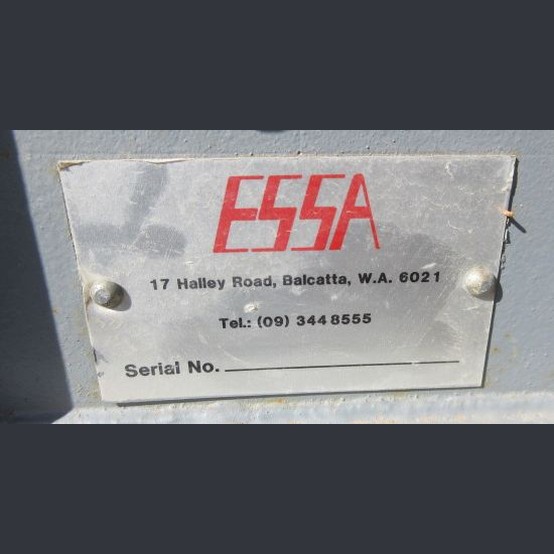 ESSA
17 Halley Road, Balcatta, W.A. 6021
Tel.: (09) 344 8555
Serial No.